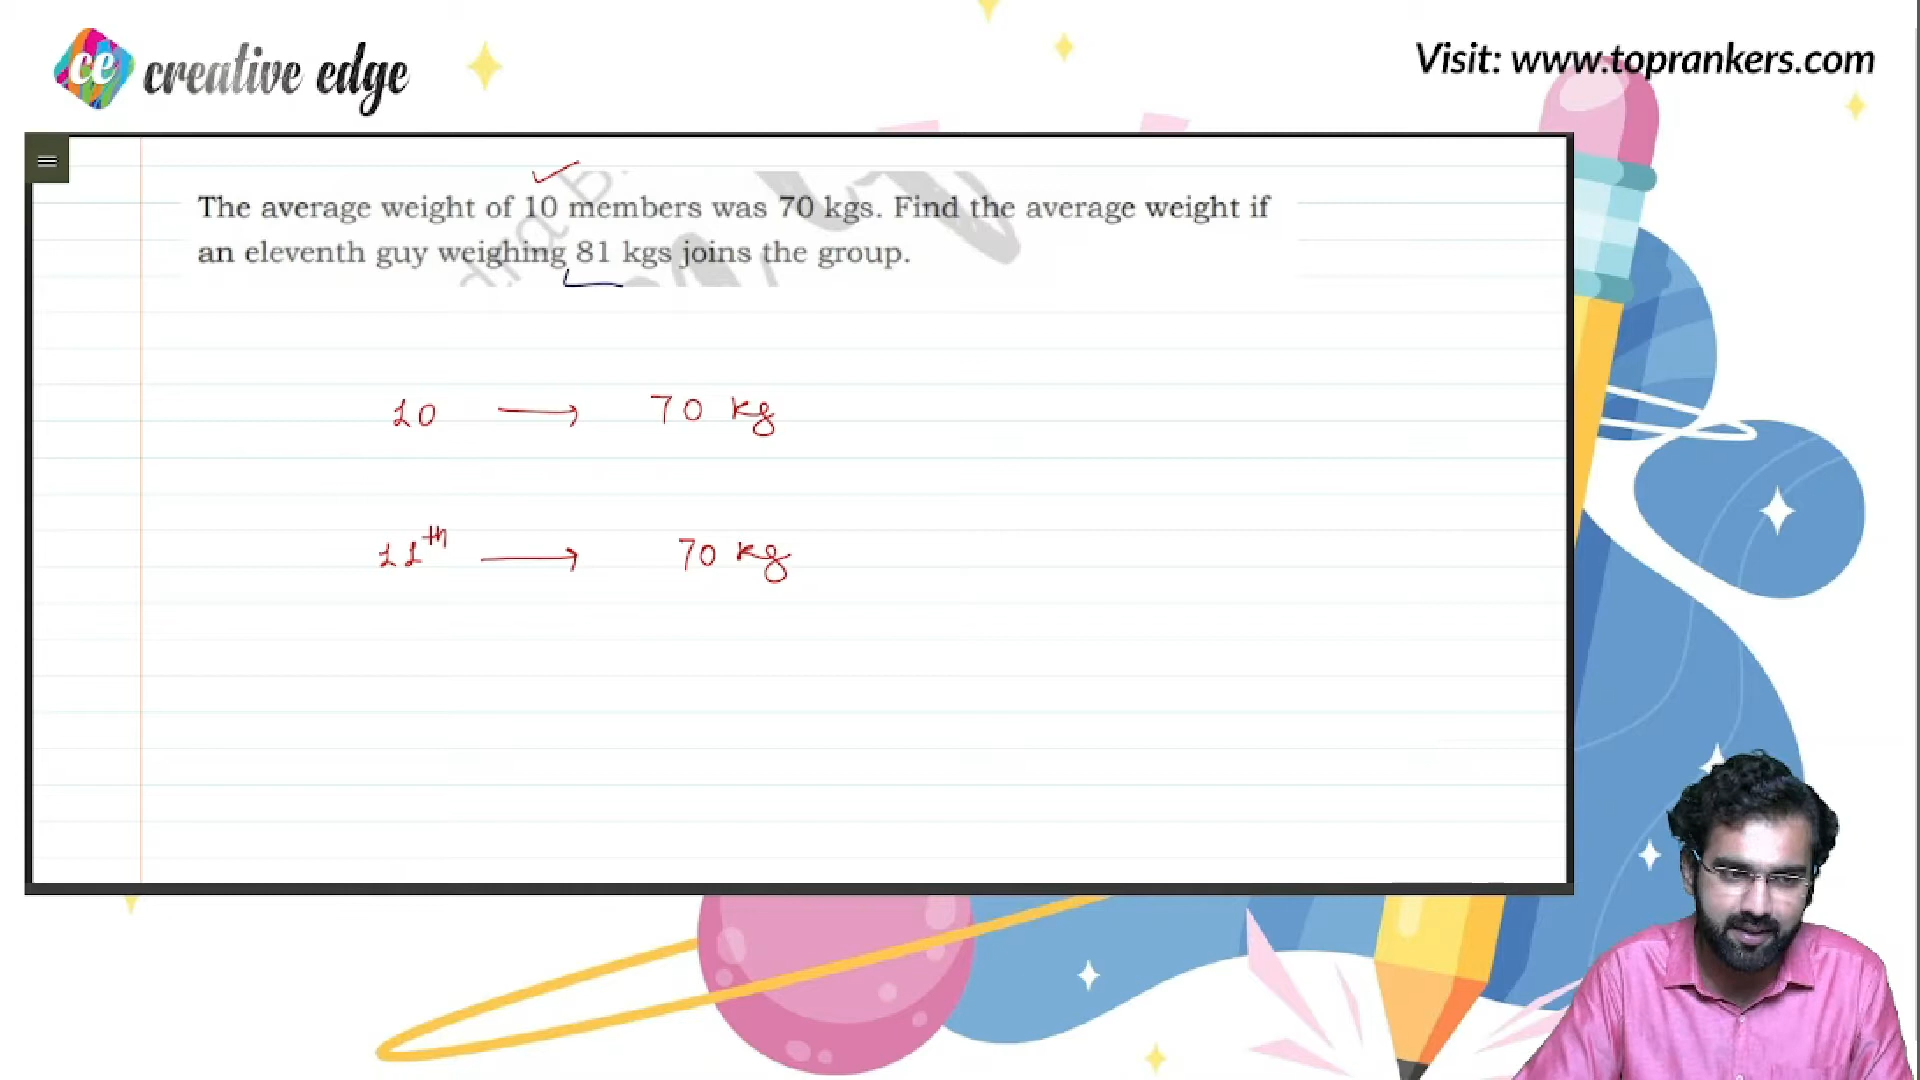 ce creative edge
Visit: www.toprankers.com
The average weight of 10 members was 70 kgs. Find the average weight if
an eleventh guy weighing 81 kgs joins the group.
10 → 70 kg
11th → 70 kg